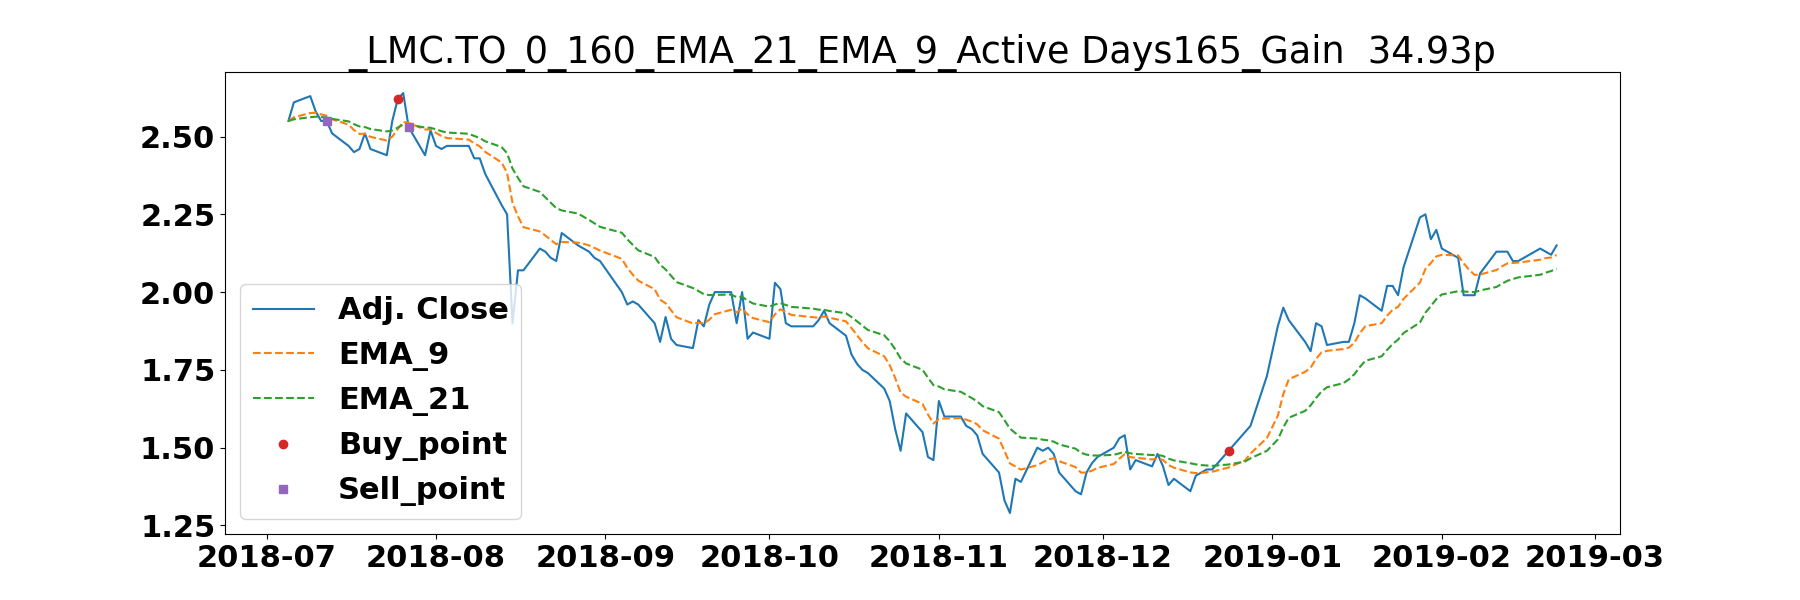 _LMC.TO_0_160_EMA_21_EMA_9_Active Days165_Gain  34.93p
2.50
2.25
2.00
1.75
1.50
1.25
Adj. Close
EMA_9
EMA_21
Buy_point
Sell_point
2018-07 2018-08 2018-09 2018-10 2018-11 2018-12 2019-01 2019-02 2019-03